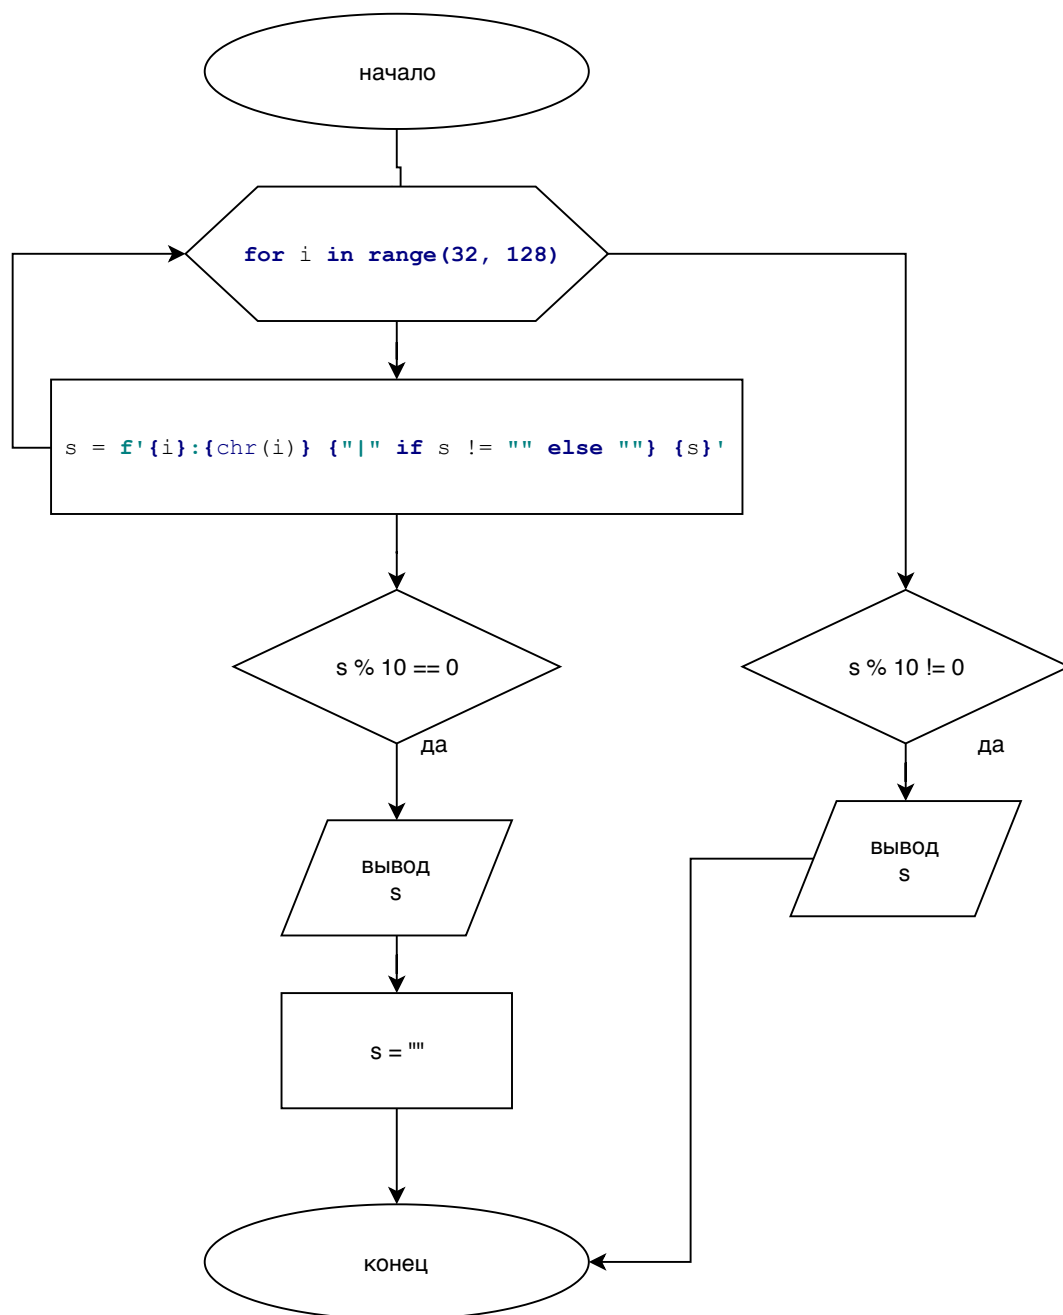 начало
for i in range(32, 128)
s = f'{i}:{chr(i)} {"|" if s != "" else ""} {s}'
s % 10 == 0
s % 10 != 0
да
да
вывод
s
вывод
s
s = ""
конец